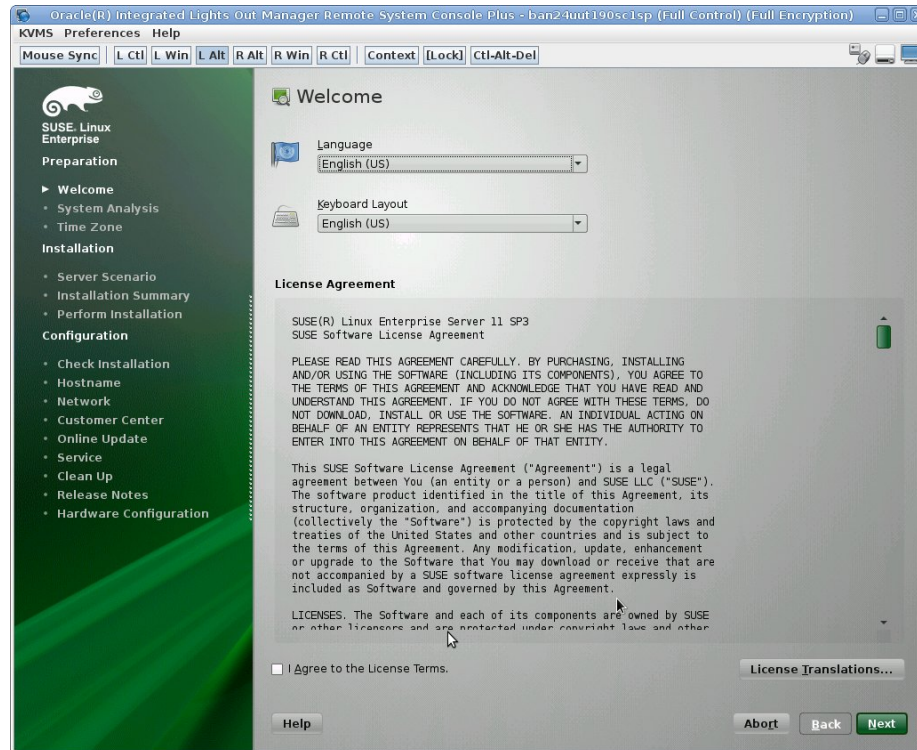 Oracle(R) Integrated Lights Out Manager Remote System Console Plus - ban24uut190sc1sp (Full Control) (Full Encryption)
KVMS Preferences Help
Mouse Sync L Ctl L Win L Alt R Alt R Win R Ctl Context [Lock] Ctl-Alt-Del
SUSE. Linux
Enterprise
Preparation
Welcome
System Analysis
Time Zone
Installation
Server Scenario
Installation Summary
Perform Installation
Configuration
Check Installation
Hostname
Network
Customer Center
Online Update
Service
Clean Up
Release Notes
Hardware Configuration
Welcome
Language
English (US)
Keyboard Layout
English (US)
License Agreement
SUSE(R) Linux Enterprise Server 11 SP3
SUSE Software License Agreement
PLEASE READ THIS AGREEMENT CAREFULLY. BY PURCHASING, INSTALLING
AND/OR USING THE SOFTWARE (INCLUDING ITS COMPONENTS), YOU AGREE TO
THE TERMS OF THIS AGREEMENT AND ACKNOWLEDGE THAT YOU HAVE READ AND
UNDERSTAND THIS AGREEMENT. IF YOU DO NOT AGREE WITH THESE TERMS, DO
NOT DOWNLOAD, INSTALL OR USE THE SOFTWARE. AN INDIVIDUAL ACTING ON
BEHALF OF AN ENTITY REPRESENTS THAT HE OR SHE HAS THE AUTHORITY TO
ENTER INTO THIS AGREEMENT ON BEHALF OF THAT ENTITY.
This SUSE Software License Agreement ("Agreement") is a legal
agreement between You (an entity or a person) and SUSE LLC ("SUSE").
The software product identified in the title of this Agreement, its
structure, organization, and accompanying documentation
(collectively the "Software") is protected by the copyright laws and
treaties of the United States and other countries and is subject to
the terms of this Agreement. Any modification, update, enhancement
or upgrade to the Software that You may download or receive that are
not accompanied by a SUSE software license agreement expressly is
included as Software and governed by this Agreement.
LICENSES. The Software and each of its components are owned by SUSE
or other licensors and are protected under copyright laws and other
I Agree to the License Terms.
License Translations...
Help
Abort Back Next